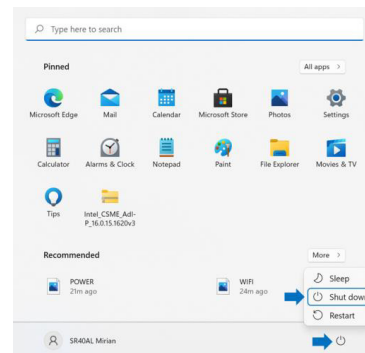 Type here to search
Pinned
All apps >
Microsoft Edge
Mail
Calendar
Microsoft Store
Photos
Settings
Calculator
Alarms & Clock
Notepad
Paint
File Explorer
Movies & TV
Tips
Intel_CSME_Adl-
P_16.0.15.1620v3
Recommended
More >
POWER
21m ago
WIFI
24m ago
Sleep
Shut down
Restart
SR40AL Mirian